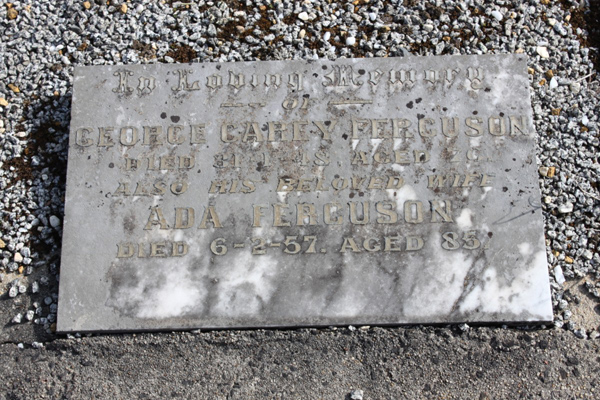 In Loving Memory
of
GEORGE CAREY FERGUSON
DIED AGED
ALSO HIS BELOVED WIFE
ADA FERGUSON
DIED 6-2-57. AGED 83.